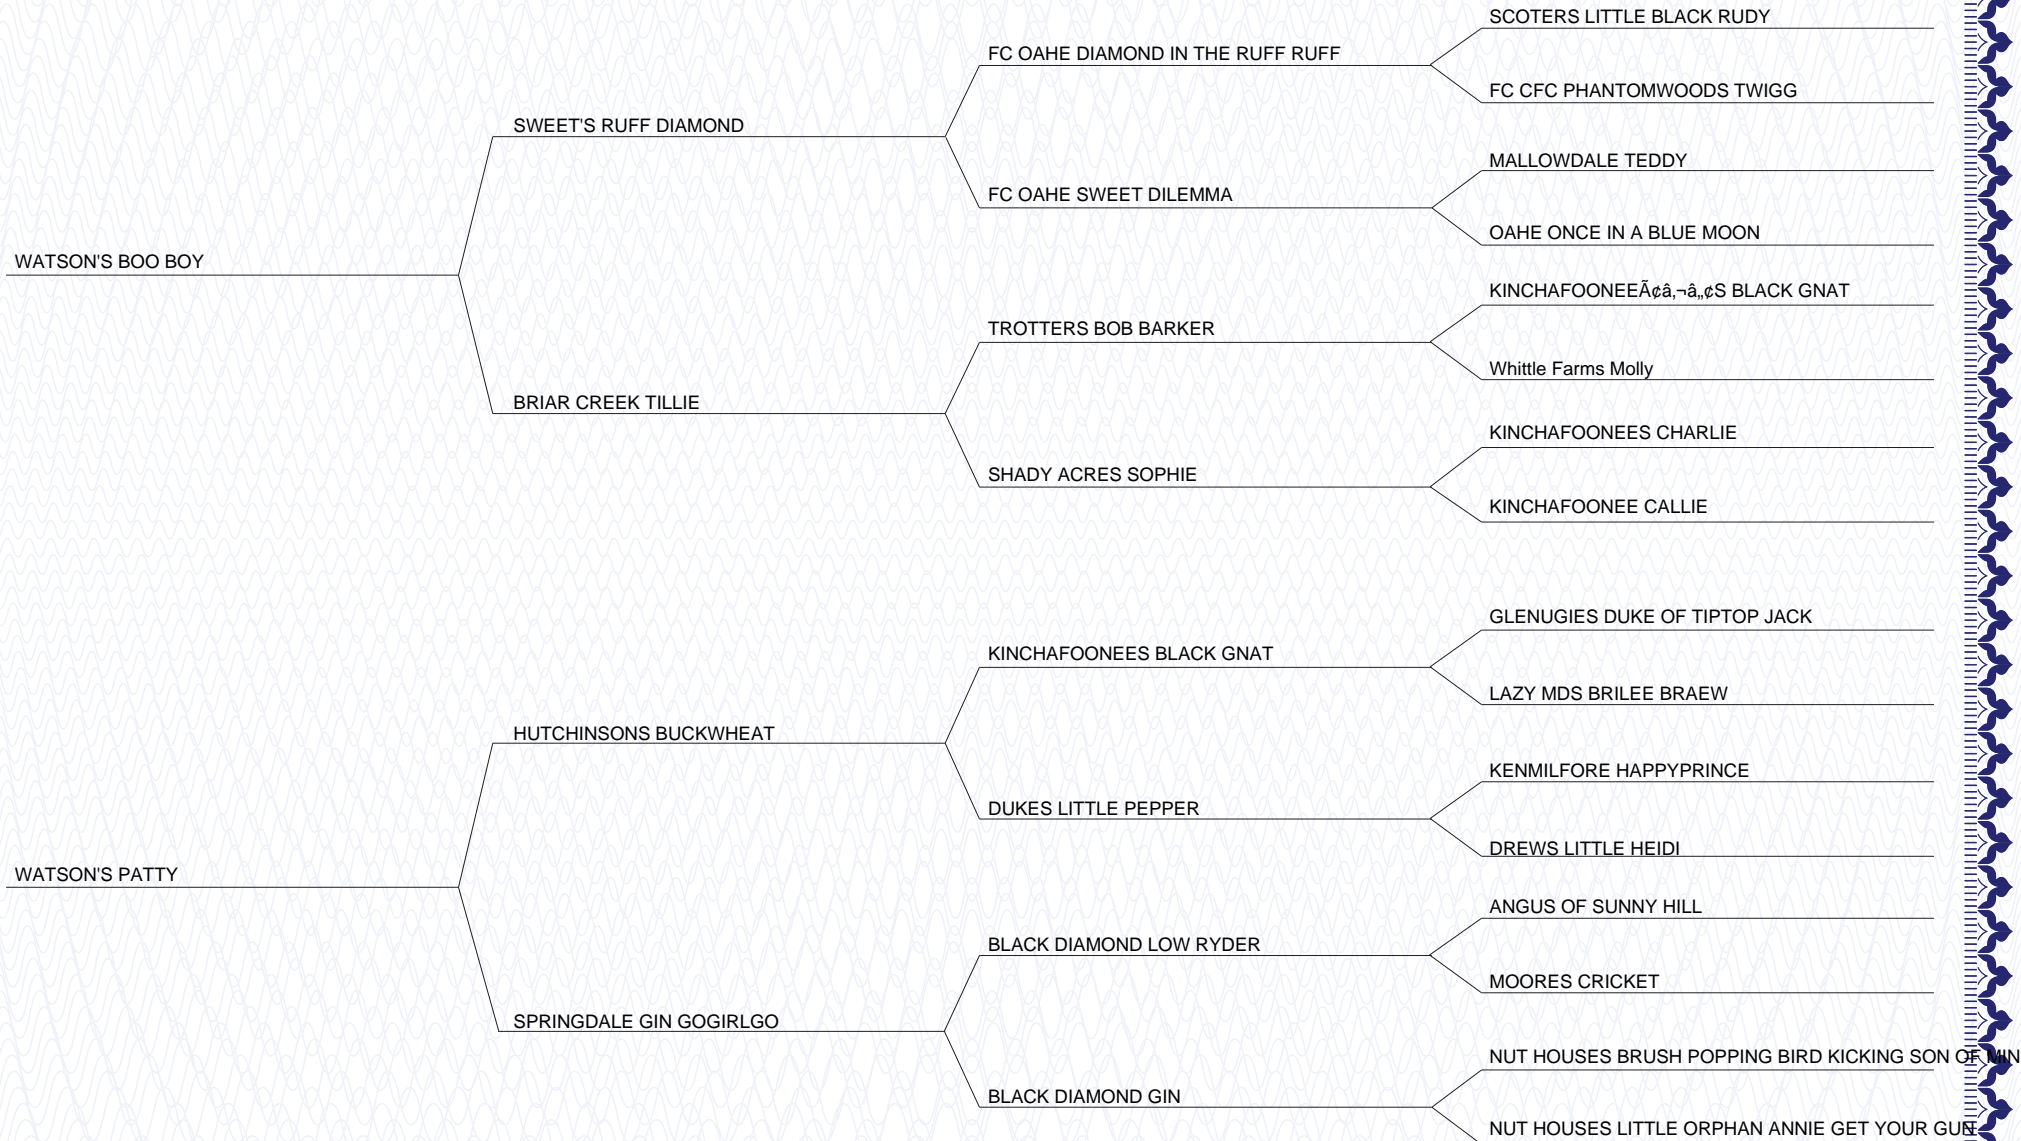 SCOTERS LITTLE BLACK RUDY
FC OAHE DIAMOND IN THE RUFF RUFF
FC CFC PHANTOMWOODS TWIGG
SWEET'S RUFF DIAMOND
MALLOWDALE TEDDY
FC OAHE SWEET DILEMMA
OAHE ONCE IN A BLUE MOON
WATSON'S BOO BOY
KINCHAFOONEEÃ¢â‚¬â„¢S BLACK GNAT
TROTTERS BOB BARKER
Whittle Farms Molly
BRIAR CREEK TILLIE
KINCHAFOONEES CHARLIE
SHADY ACRES SOPHIE
KINCHAFOONEE CALLIE
GLENUGIES DUKE OF TIPTOP JACK
KINCHAFOONEES BLACK GNAT
LAZY MDS BRILEE BRAEW
HUTCHINSONS BUCKWHEAT
KENMILFORE HAPPYPRINCE
DUKES LITTLE PEPPER
DREWS LITTLE HEIDI
WATSON'S PATTY
ANGUS OF SUNNY HILL
BLACK DIAMOND LOW RYDER
MOORES CRICKET
SPRINGDALE GIN GOGIRLGO
NUT HOUSES BRUSH POPPING BIRD KICKING SON OF MIN
BLACK DIAMOND GIN
NUT HOUSES LITTLE ORPHAN ANNIE GET YOUR GUN